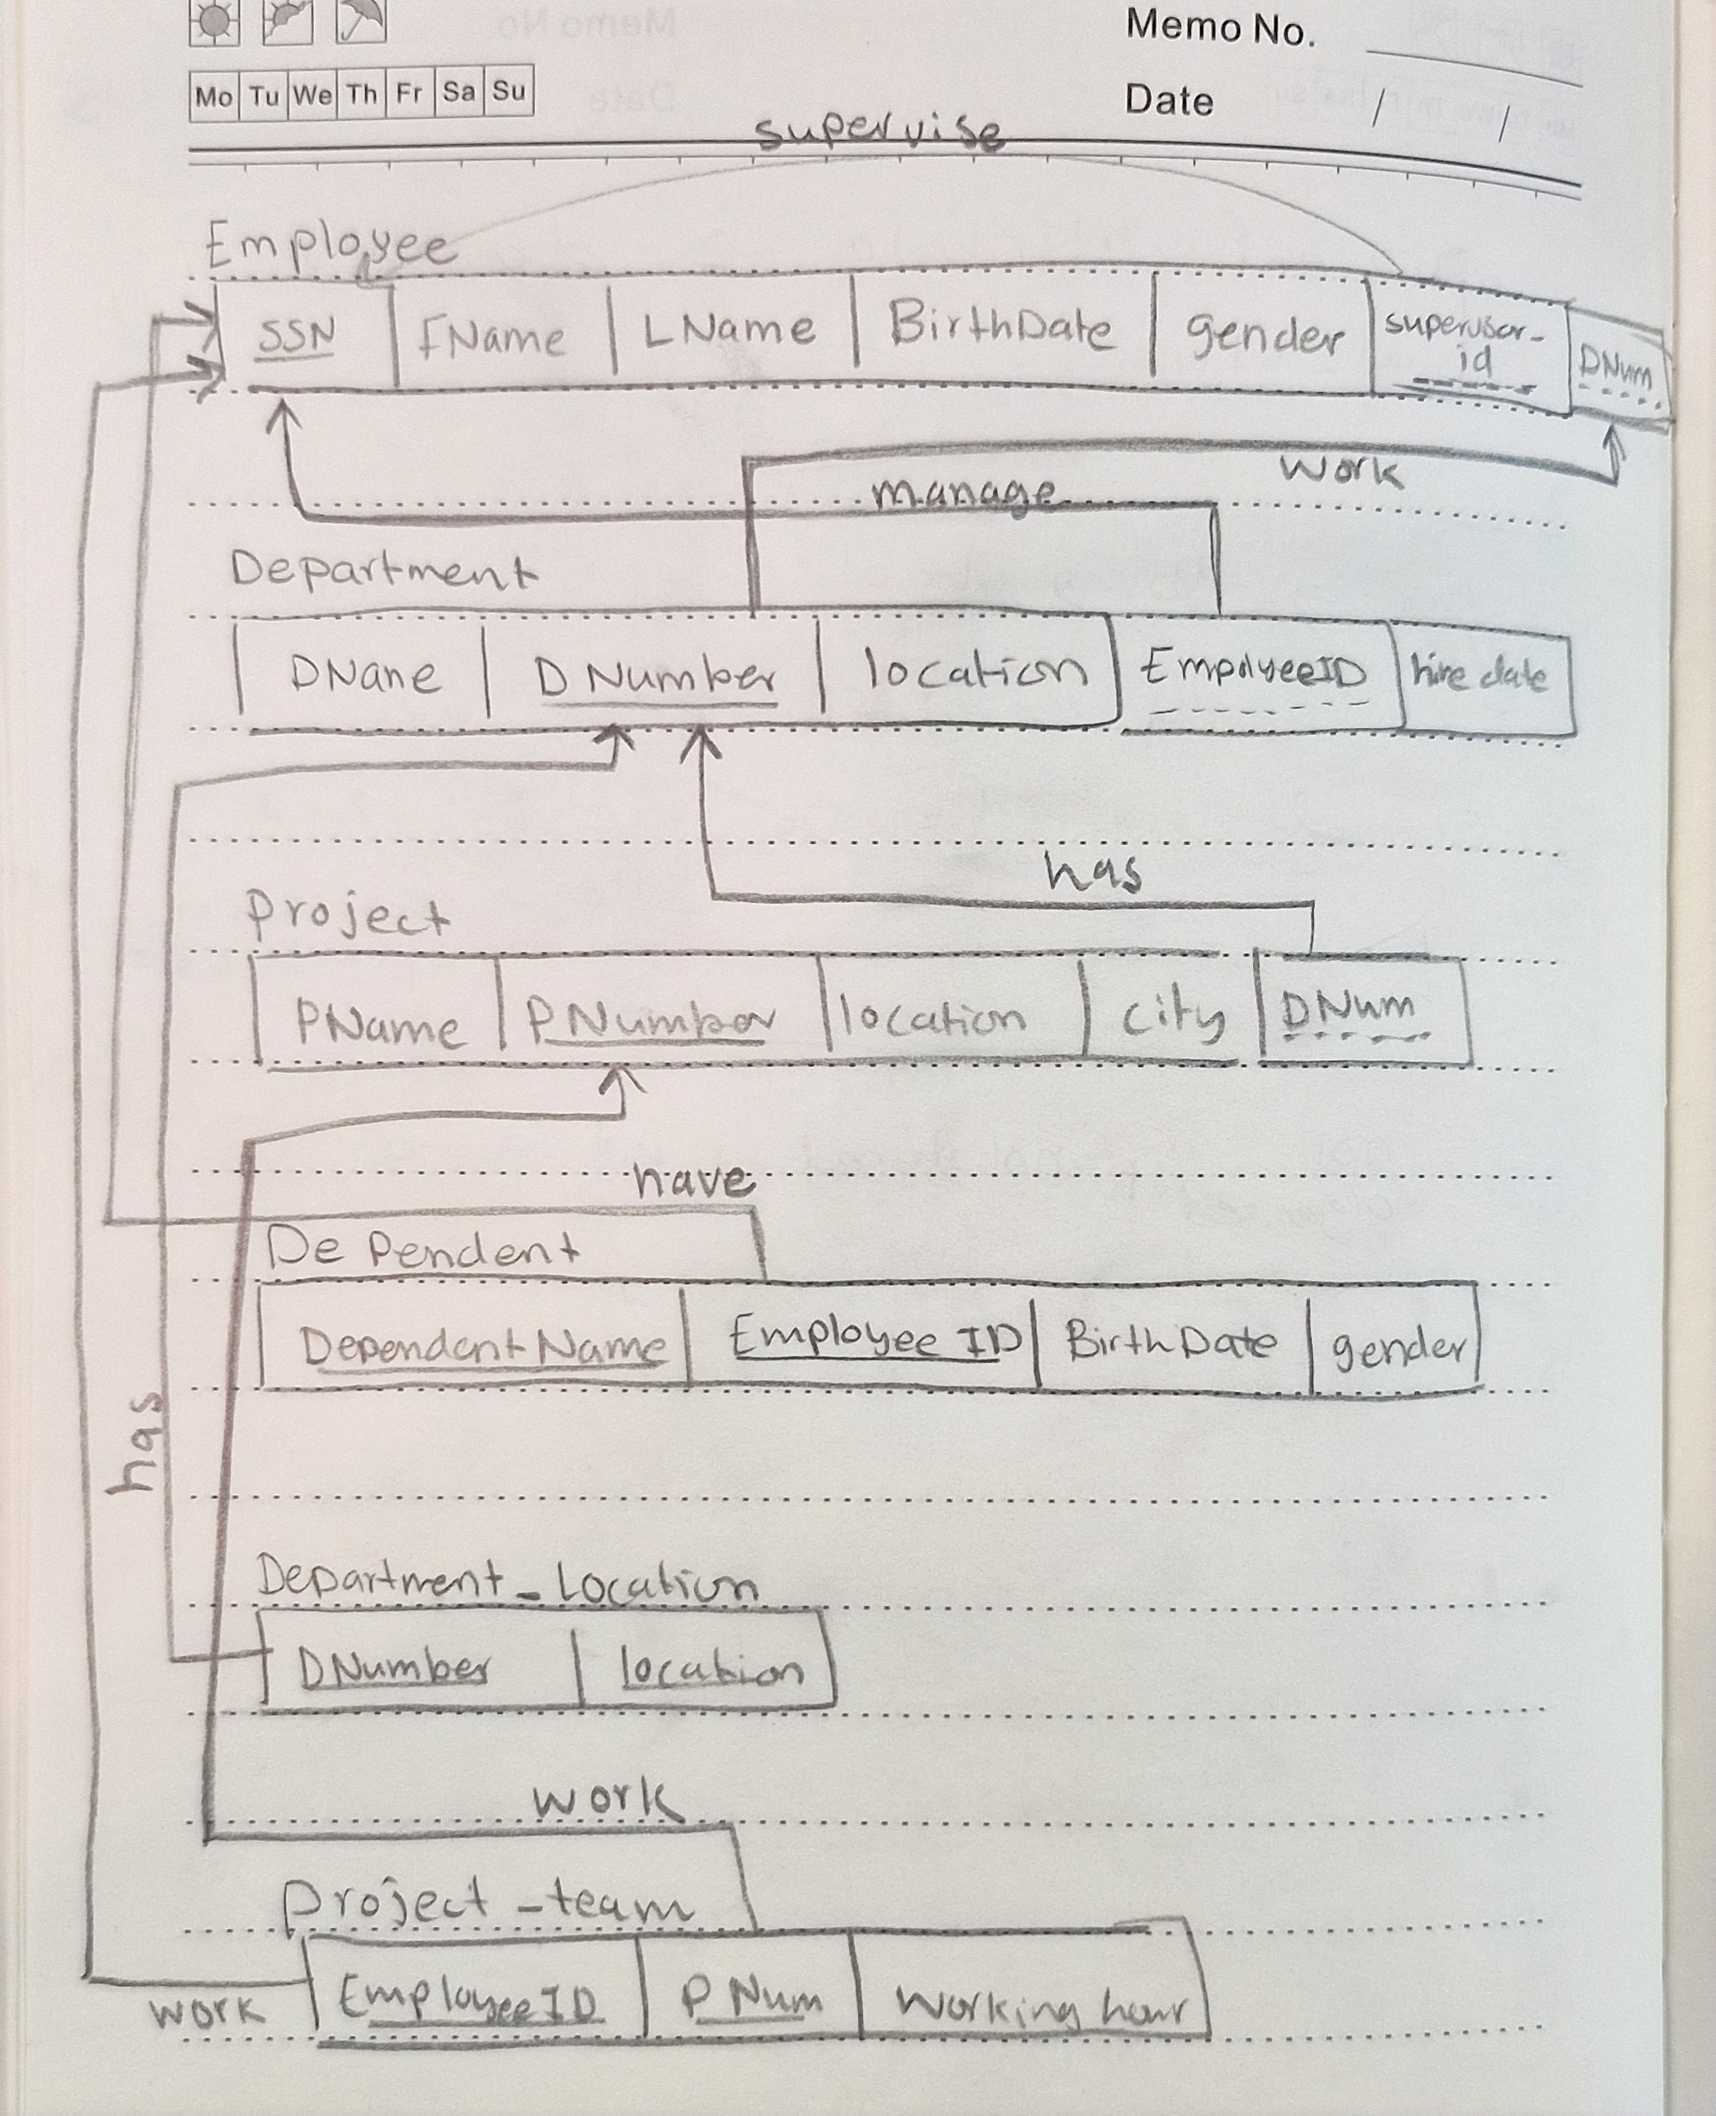 Memo No.
Mo Tu We Th Fr Sa Su
Date / /
supervise
Employee
SSN FName LName BirthDate gender supervisor_id DNum
work
manage
Department
DName DNumber location EmployeeID hire date
has
Project
PName PNumber location city DNum
have
Dependent
DependentName Employee ID BirthDate gender
has
Department_Location
DNumber location
work
Project_team
EmployeeID PNum Working hour
work